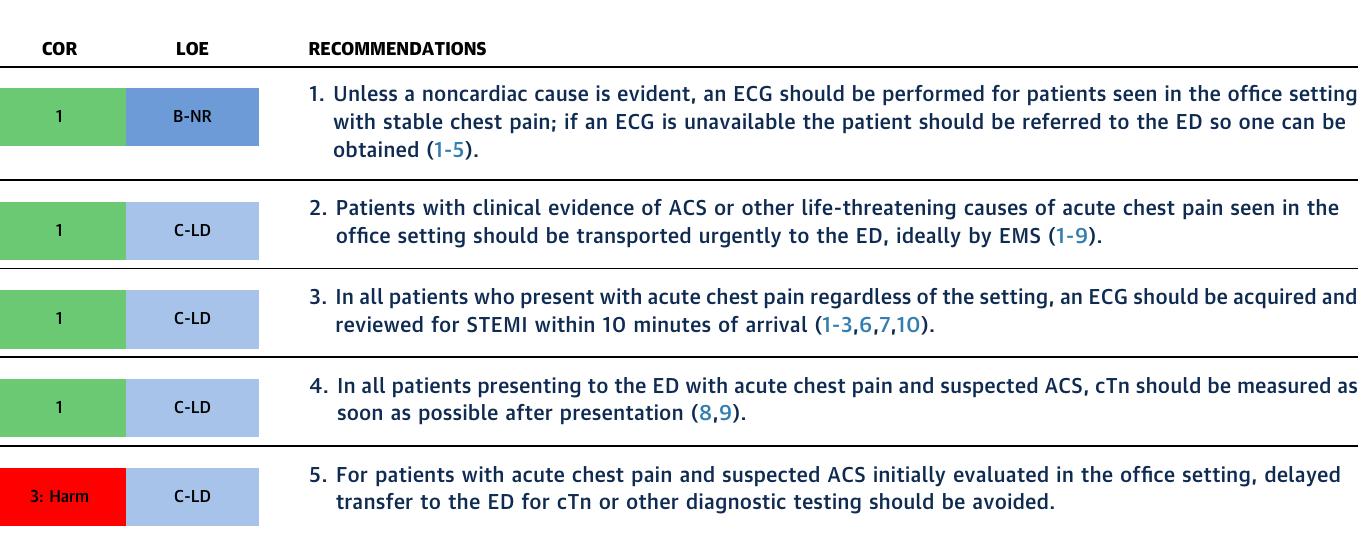 COR LOE RECOMMENDATIONS
1 B-NR 1. Unless a noncardiac cause is evident, an ECG should be performed for patients seen in the office setting
with stable chest pain; if an ECG is unavailable the patient should be referred to the ED so one can be
obtained (1-5).
1 C-LD 2. Patients with clinical evidence of ACS or other life-threatening causes of acute chest pain seen in the
office setting should be transported urgently to the ED, ideally by EMS (1-9).
1 C-LD 3. In all patients who present with acute chest pain regardless of the setting, an ECG should be acquired and
reviewed for STEMI within 10 minutes of arrival (1-3,6,7,10).
1 C-LD 4. In all patients presenting to the ED with acute chest pain and suspected ACS, cTn should be measured as
soon as possible after presentation (8,9).
3: Harm C-LD 5. For patients with acute chest pain and suspected ACS initially evaluated in the office setting, delayed
transfer to the ED for cTn or other diagnostic testing should be avoided.